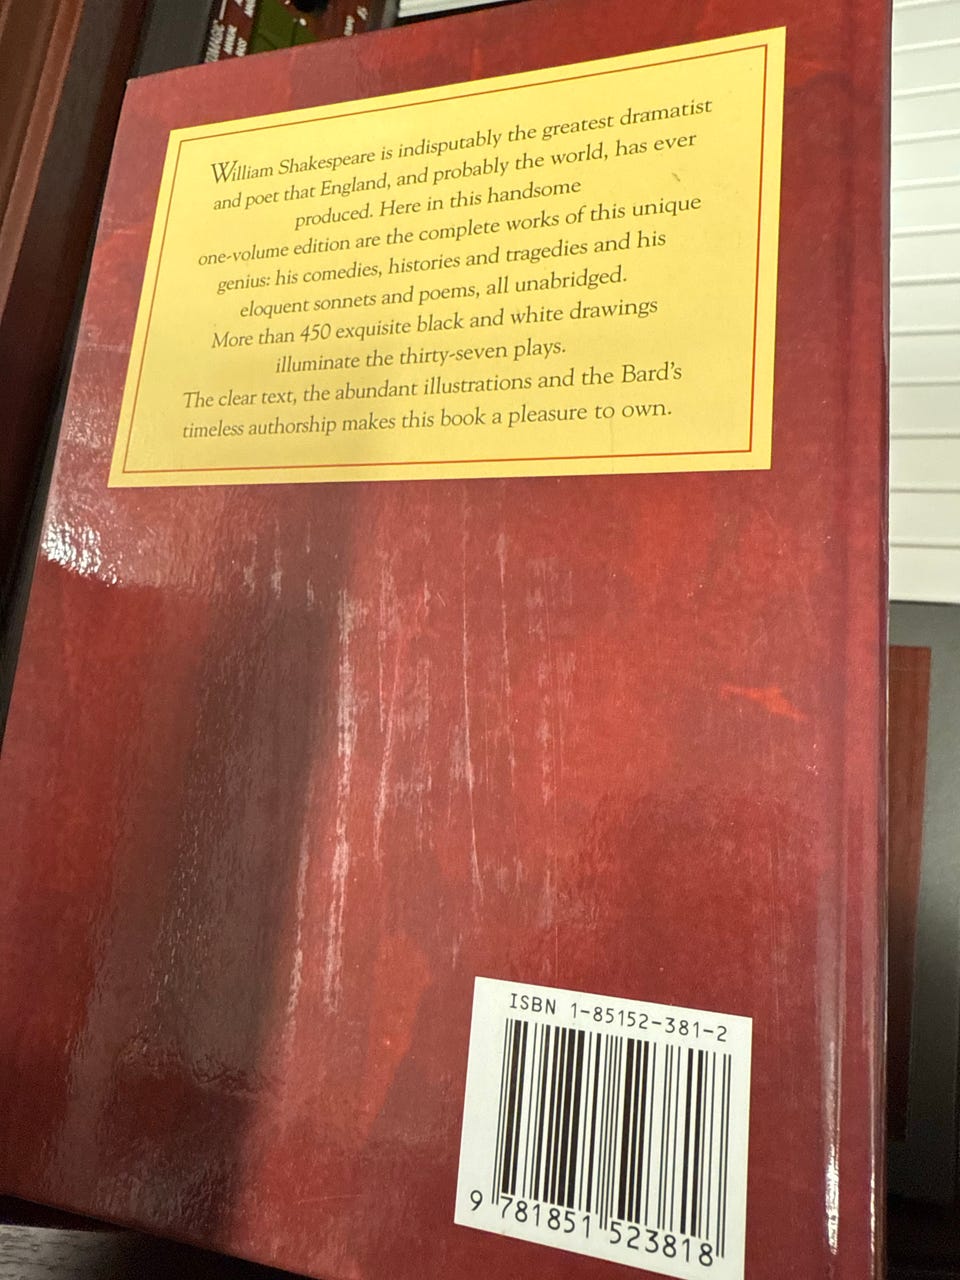 William Shakespeare is indisputably the greatest dramatist
and poet that England, and probably the world, has ever
produced. Here in this handsome
one-volume edition are the complete works of this unique
genius: his comedies, histories and tragedies and his
eloquent sonnets and poems, all unabridged.
More than 450 exquisite black and white drawings
illuminate the thirty-seven plays.
The clear text, the abundant illustrations and the Bard's
timeless authorship makes this book a pleasure to own.
ISBN 1-85152-381-2
9 781851 523818